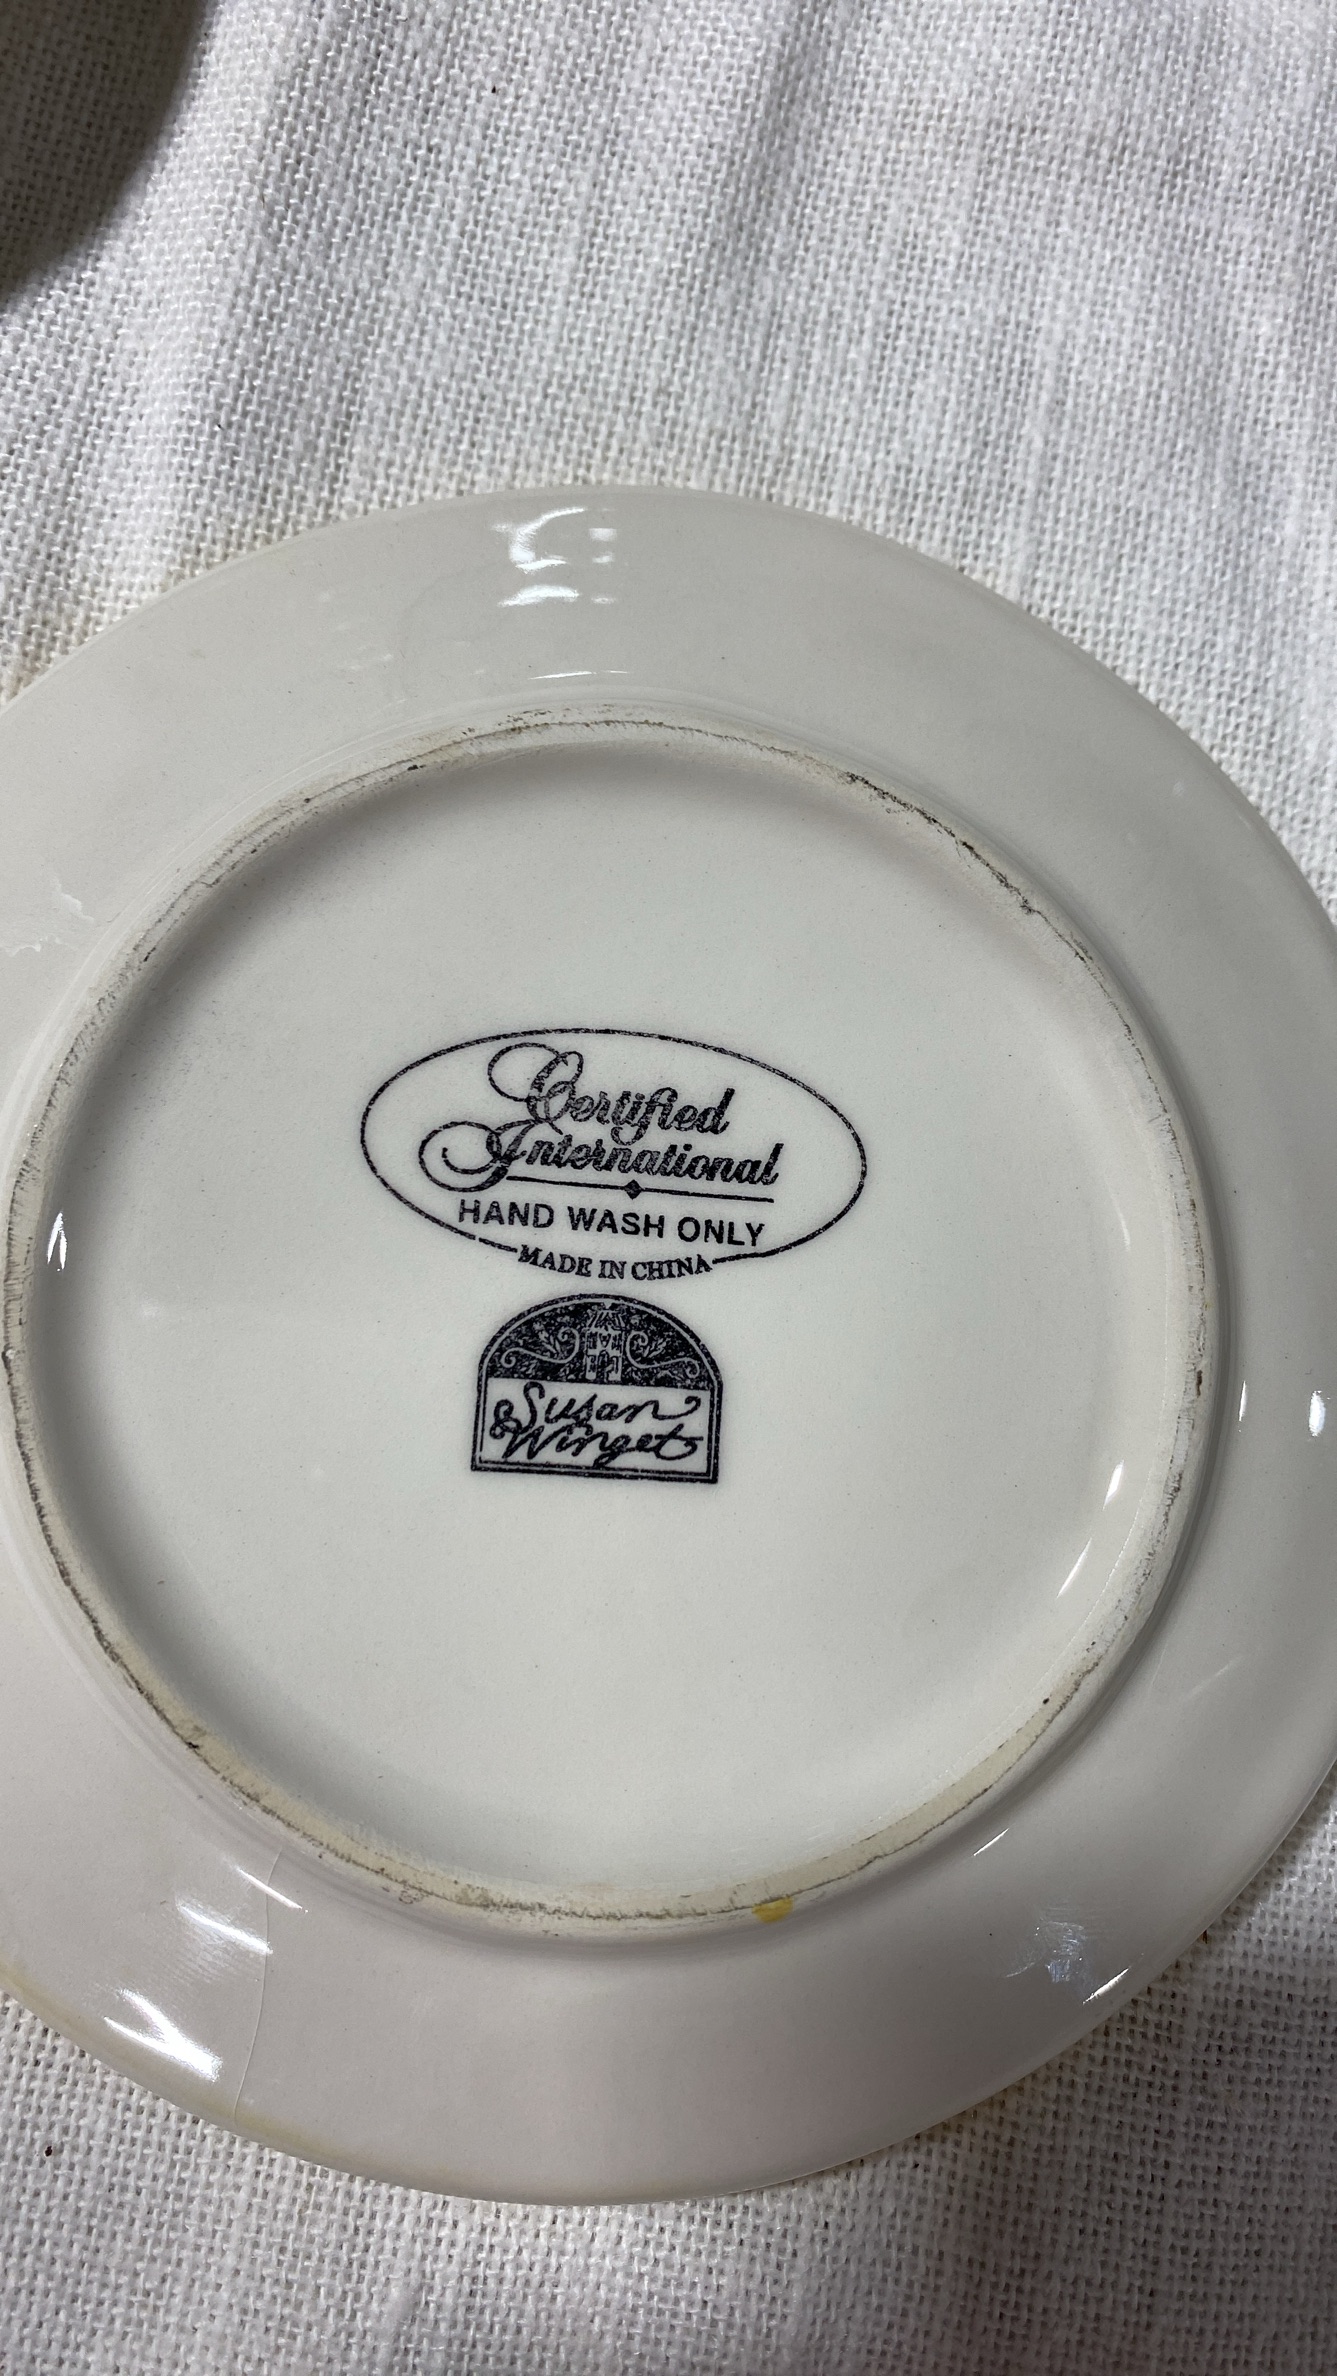 Certified
International
HAND WASH ONLY
MADE IN CHINA
Susan
Winget